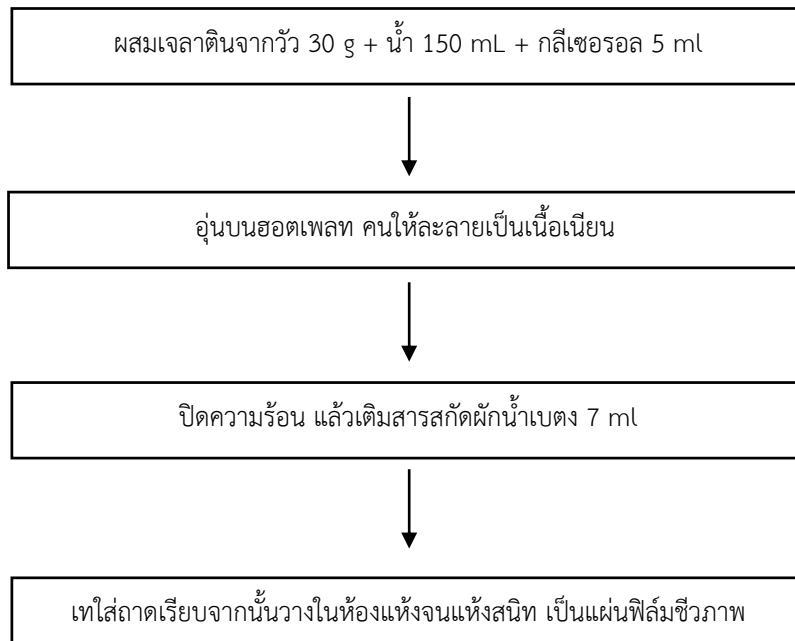 ผสมเจลาตินจากวัว 30 g + น้ำ 150 mL + กลีเซอรอล 5 ml
อุ่นบนฮอตเพลท คนให้ละลายเป็นเนื้อเนียน
ปิดความร้อน แล้วเติมสารสกัดผักน้ำเบตง 7 ml
เทใส่ถาดเรียบจากนั้นวางในห้องแห้งจนแห้งสนิท เป็นแผ่นฟิล์มชีวภาพ